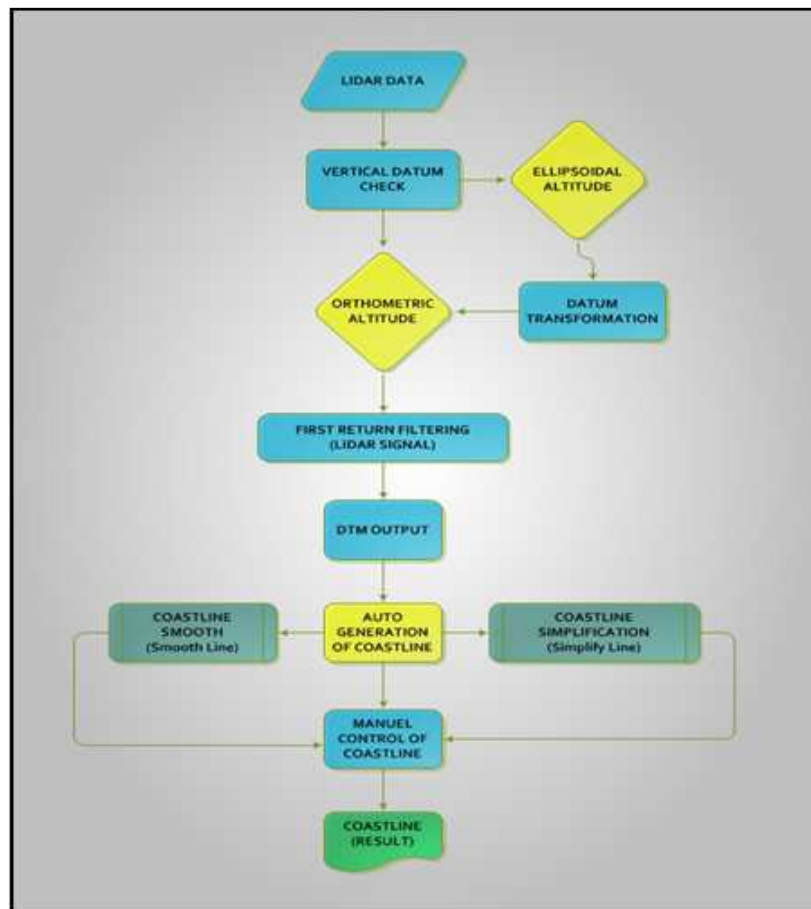 LIDAR DATA
VERTICAL DATUM
CHECK
ELLIPSOIDAL
ALTITUDE
ORTHOMETRIC
ALTITUDE
DATUM
TRANSFORMATION
FIRST RETURN FILTERING
(LIDAR SIGNAL)
DTM OUTPUT
COASTLINE
SMOOTH
(Smooth Line)
AUTO
GENERATION
OF COASTLINE
COASTLINE
SIMPLIFICATION
(Simplify Line)
MANUEL
CONTROL OF
COASTLINE
COASTLINE
(RESULT)